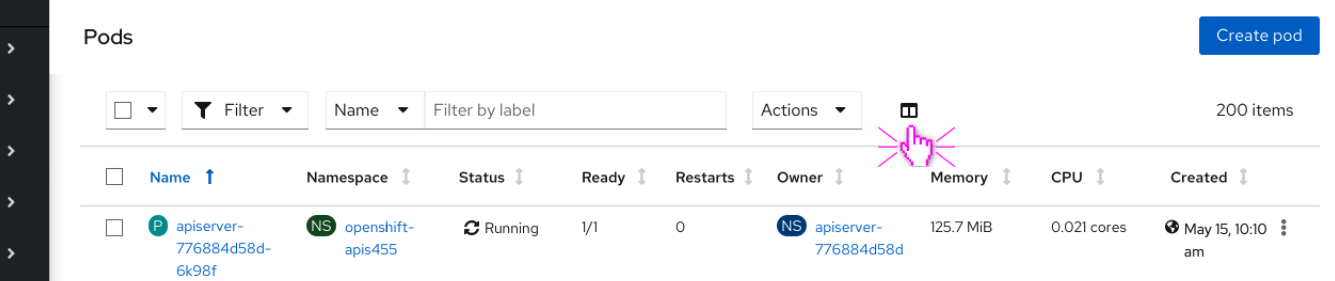 Pods
Create pod
Filter Name Filter by label Actions 200 items
Name Namespace Status Ready Restarts Owner Memory CPU Created
P apiserver- NS openshift- Running 1/1 0 NS apiserver- 125.7 MiB 0.021 cores May 15, 10:10
776884d58d- apis455 776884d58d am
6k98f